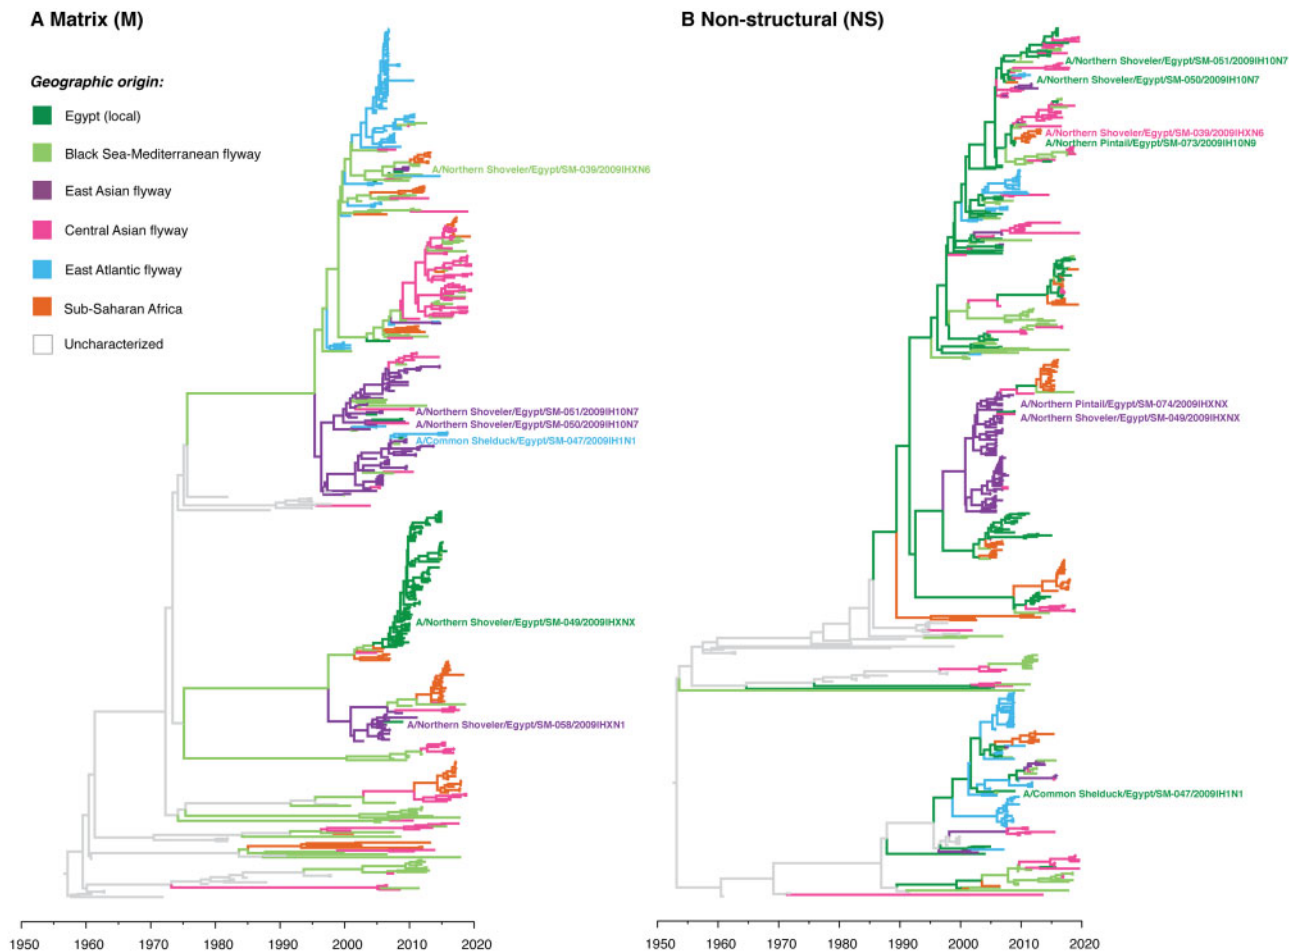 A Matrix (M)
B Non-structural (NS)
Geographic origin:
Egypt (local)
Black Sea-Mediterranean flyway
East Asian flyway
Central Asian flyway
East Atlantic flyway
Sub-Saharan Africa
Uncharacterized
A/Northern Shoveler/Egypt/SM-039/2009IHXN6
A/Northern Shoveler/Egypt/SM-051/2009IH10N7
A/Northern Shoveler/Egypt/SM-050/2009IH10N7
A/Common Shelduck/Egypt/SM-047/2009IH1N1
A/Northern Shoveler/Egypt/SM-049/2009IHXNX
A/Northern Shoveler/Egypt/SM-058/2009IHXN1
1950 1960 1970 1980 1990 2000 2010 2020
A/Northern Shoveler/Egypt/SM-051/2009IH10N7
A/Northern Shoveler/Egypt/SM-050/2009IH10N7
A/Northern Shoveler/Egypt/SM-039/2009IHXN6
A/Northern Pintail/Egypt/SM-073/2009IH10N9
A/Northern Pintail/Egypt/SM-074/2009IHXNX
A/Northern Shoveler/Egypt/SM-049/2009IHXNX
A/Common Shelduck/Egypt/SM-047/2009IH1N1
1950 1960 1970 1980 1990 2000 2010 2020